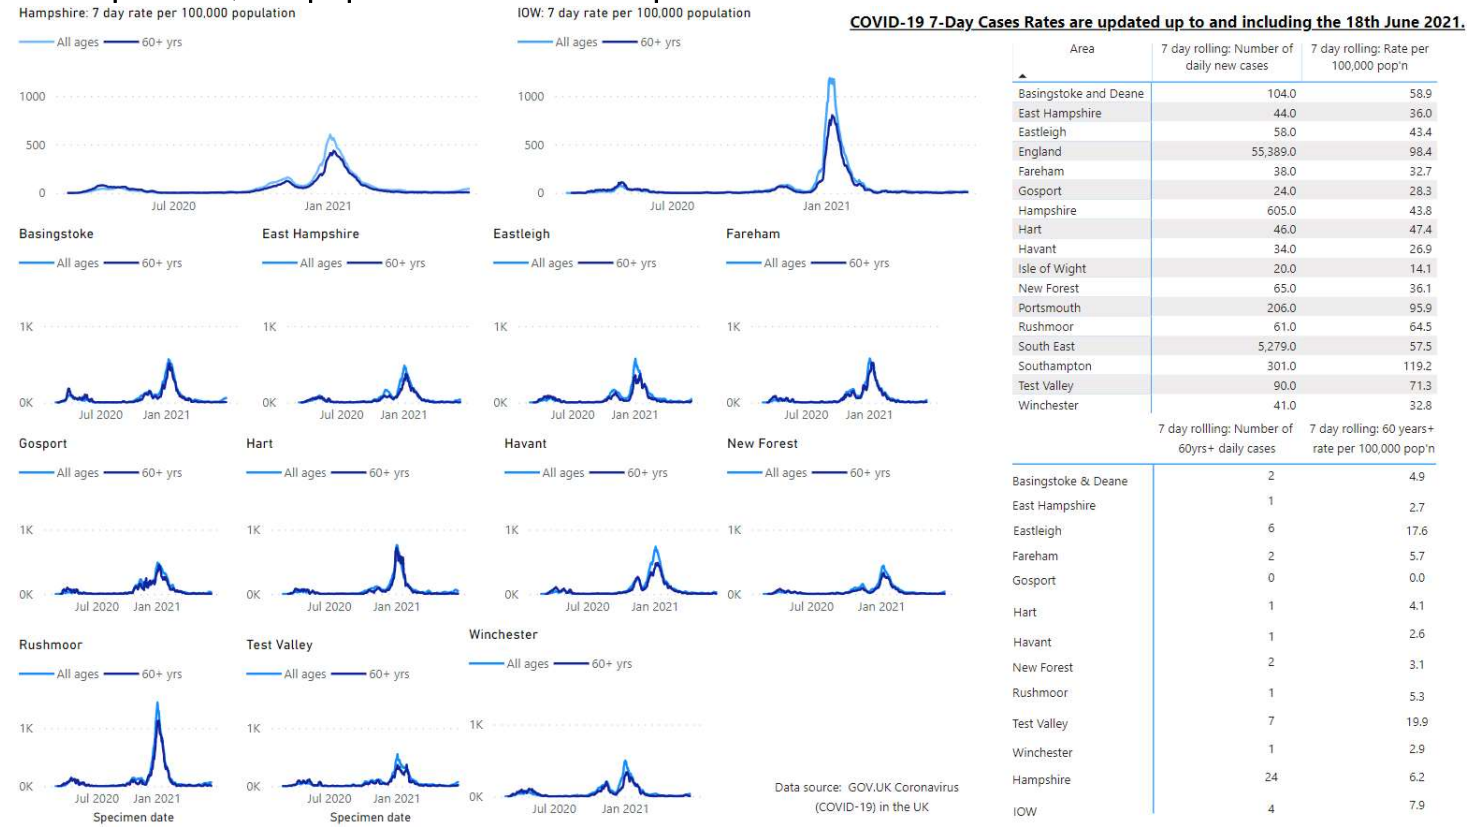 Hampshire: 7 day rate per 100,000 population
All ages 60+ yrs
1000
500
0
Jul 2020 Jan 2021
IOW: 7 day rate per 100,000 population
All ages 60+ yrs
1000
500
0
Jul 2020 Jan 2021
COVID-19 7-Day Cases Rates are updated up to and including the 18th June 2021.
Basingstoke
All ages 60+ yrs
1K
0K
Jul 2020 Jan 2021
East Hampshire
All ages 60+ yrs
1K
0K
Jul 2020 Jan 2021
Eastleigh
All ages 60+ yrs
1K
0K
Jul 2020 Jan 2021
Fareham
All ages 60+ yrs
1K
0K
Jul 2020 Jan 2021
Gosport
All ages 60+ yrs
1K
0K
Jul 2020 Jan 2021
Hart
All ages 60+ yrs
1K
0K
Jul 2020 Jan 2021
Havant
All ages 60+ yrs
1K
0K
Jul 2020 Jan 2021
New Forest
All ages 60+ yrs
1K
0K
Jul 2020 Jan 2021
Rushmoor
All ages 60+ yrs
1K
0K
Jul 2020 Jan 2021
Specimen date
Test Valley
All ages 60+ yrs
1K
0K
Jul 2020 Jan 2021
Specimen date
Winchester
All ages 60+ yrs
1K
0K
Jul 2020 Jan 2021
Data source: GOV.UK Coronavirus
(COVID-19) in the UK
Area 7 day rolling: Number of 7 day rolling: Rate per
daily new cases 100,000 pop'n
Basingstoke and Deane 104.0 58.9
East Hampshire 44.0 36.0
Eastleigh 58.0 43.4
England 55,389.0 98.4
Fareham 38.0 32.7
Gosport 24.0 28.3
Hampshire 605.0 43.8
Hart 46.0 47.4
Havant 34.0 26.9
Isle of Wight 20.0 14.1
New Forest 65.0 36.1
Portsmouth 206.0 95.9
Rushmoor 61.0 64.5
South East 5,279.0 57.5
Southampton 301.0 119.2
Test Valley 90.0 71.3
Winchester 41.0 32.8
7 day rollling: Number of 7 day rolling: 60 years+
60yrs+ daily cases rate per 100,000 pop'n
Basingstoke & Deane 2 4.9
East Hampshire 1 2.7
Eastleigh 6 17.6
Fareham 2 5.7
Gosport 0 0.0
Hart 1 4.1
Havant 1 2.6
New Forest 2 3.1
Rushmoor 1 5.3
Test Valley 7 19.9
Winchester 1 2.9
Hampshire 24 6.2
IOW 4 7.9